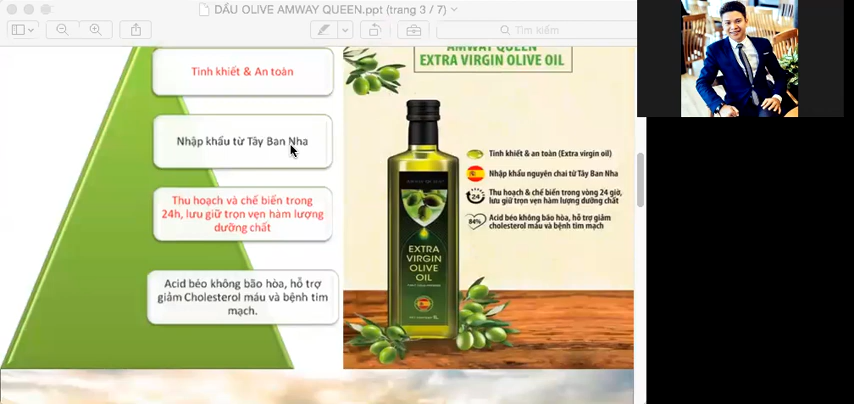 DẦU OLIVE AMWAY QUEEN.ppt (trang 3 / 7)
Tìm kiếm
Tinh khiết & An toàn
Nhập khẩu từ Tây Ban Nha
Thu hoạch và chế biến trong
24h, lưu giữ trọn vẹn hàm lượng
dưỡng chất
Acid béo không bão hòa, hỗ trợ
giảm Cholesterol máu và bệnh tim
mạch.
AMWAY QUEEN
EXTRA VIRGIN OLIVE OIL
Tinh khiết & an toàn (Extra virgin oil)
Nhập khẩu nguyên chai từ Tây Ban Nha
24
Thu hoạch & chế biến trong vòng 24 giờ,
lưu giữ trọn vẹn hàm lượng dưỡng chất
84%
Acid béo không bão hòa, hỗ trợ giảm
cholesterol máu và bệnh tim mạch
AMWAY QUEEN
EXTRA
VIRGIN
OLIVE
OIL